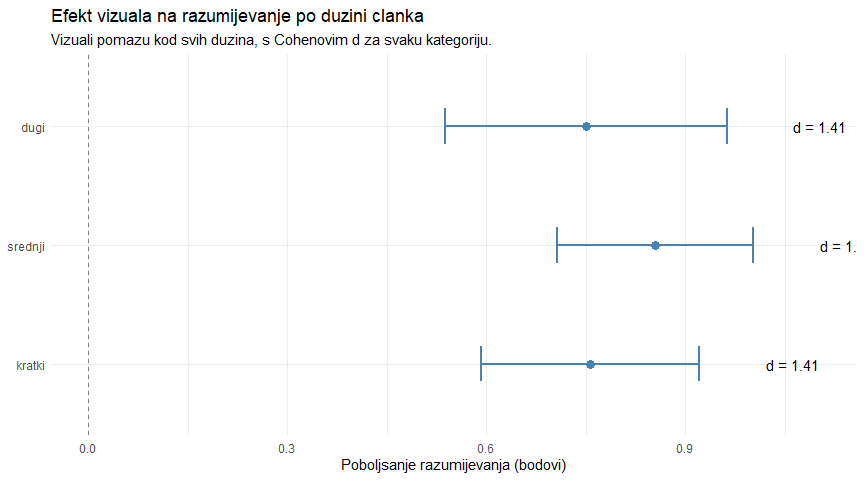 Efekt vizuala na razumijevanje po duzini clanka
Vizuali pomazu kod svih duzina, s Cohenovim d za svaku kategoriju.
dugi
d = 1.41
srednji
d = 1.
kratki
d = 1.41
0.0
0.3
0.6
0.9
Poboljsanje razumijevanja (bodovi)